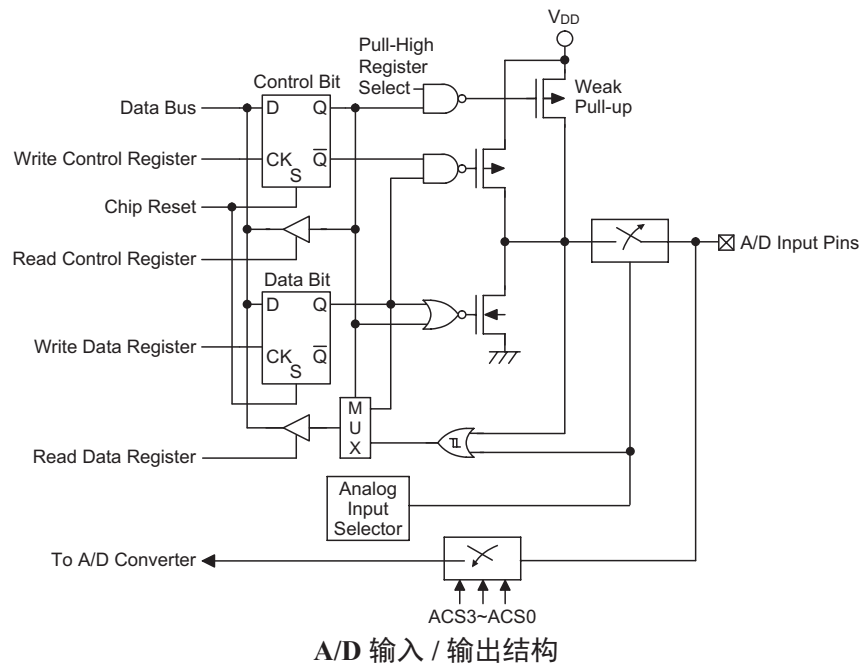 VDD
Pull-High
Register
Select
Control Bit
Weak
Pull-up
Data Bus
D
Q
Write Control Register
CK
Q̅
S
Chip Reset
Read Control Register
A/D Input Pins
Data Bit
D
Q
Write Data Register
CK
Q̅
S
M
U
X
Read Data Register
Analog
Input
Selector
To A/D Converter
ACS3~ACS0
A/D 输入 / 输出结构